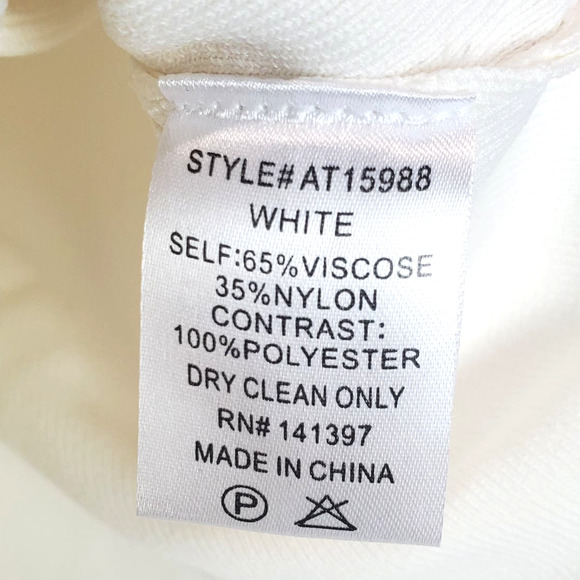 STYLE# AT15988
WHITE
SELF:65%VISCOSE
35%NYLON
CONTRAST:
100%POLYESTER
DRY CLEAN ONLY
RN# 141397
MADE IN CHINA
P